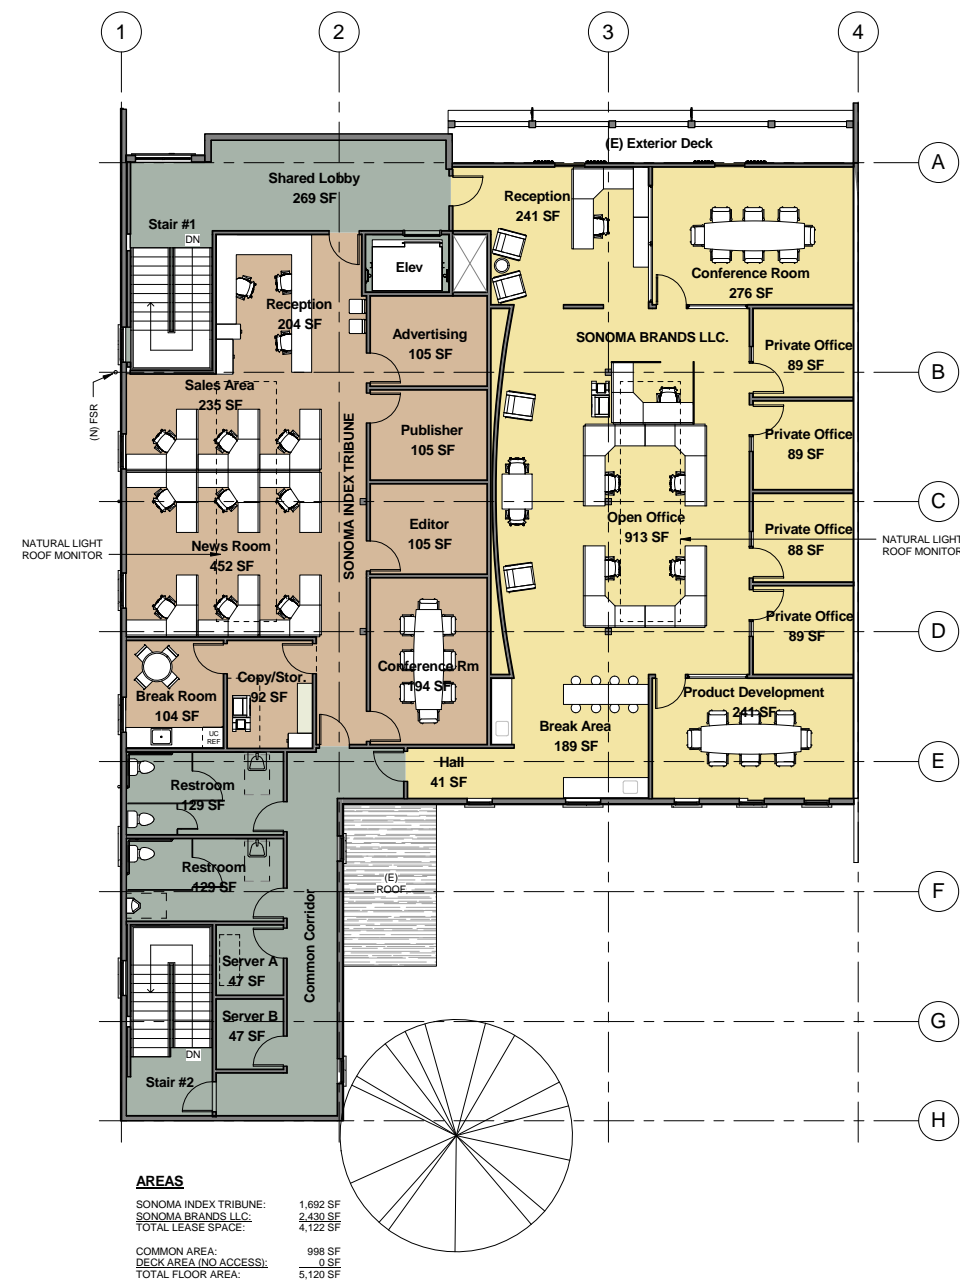 1
2
3
4
(E) Exterior Deck
A
Shared Lobby
269 SF
Reception
241 SF
Stair #1
DN
Elev
Conference Room
276 SF
Reception
204 SF
Advertising
105 SF
SONOMA BRANDS LLC.
Private Office
89 SF
B
(N) FSR
Sales Area
235 SF
SONOMA INDEX TRIBUNE
Publisher
105 SF
Private Office
89 SF
C
NATURAL LIGHT
ROOF MONITOR
News Room
452 SF
Editor
105 SF
Open Office
913 SF
Private Office
88 SF
NATURAL LIGHT
ROOF MONITOR
D
Private Office
89 SF
Conference Rm
194 SF
Copy/Stor.
92 SF
Break Room
104 SF
UC
REF
Product Development
241 SF
Break Area
189 SF
E
Hall
41 SF
Restroom
129 SF
Restroom
129 SF
(E)
ROOF
F
Common Corridor
Server A
47 SF
Server B
47 SF
G
DN
Stair #2
H
AREAS
SONOMA INDEX TRIBUNE: 1,692 SF
SONOMA BRANDS LLC: 2,430 SF
TOTAL LEASE SPACE: 4,122 SF
COMMON AREA: 998 SF
DECK AREA (NO ACCESS): 0 SF
TOTAL FLOOR AREA: 5,120 SF